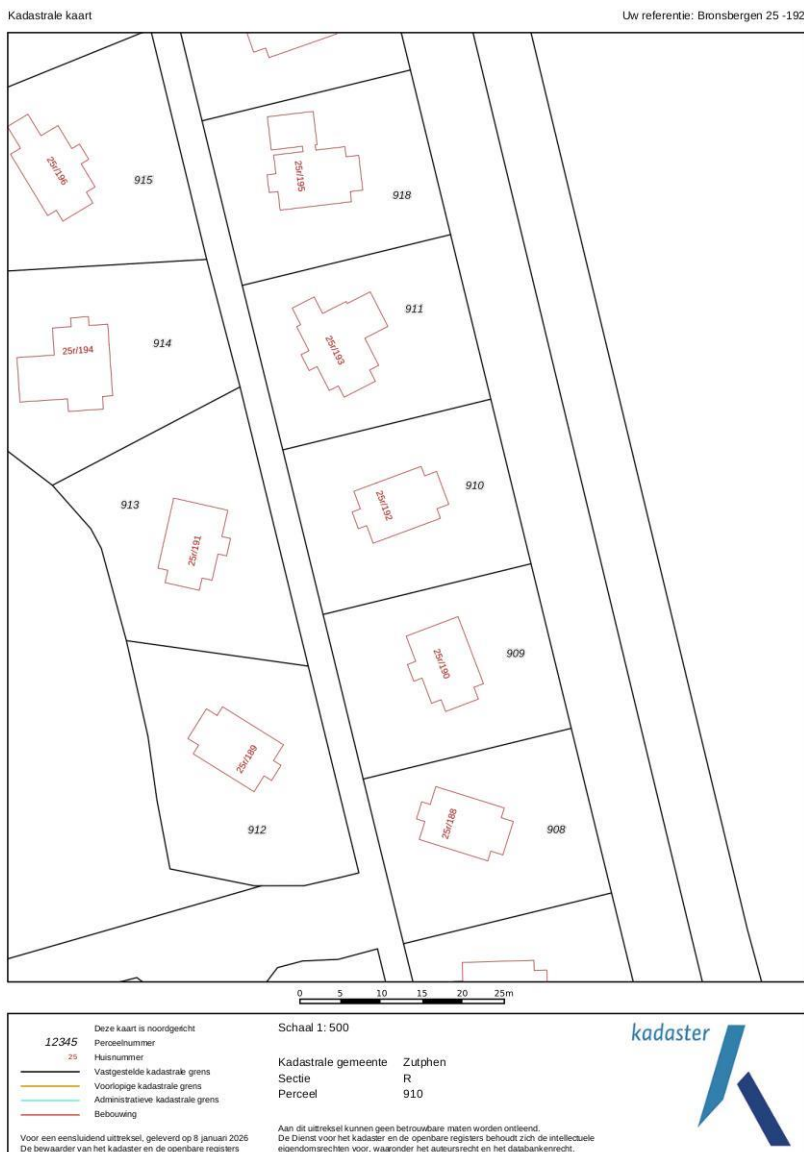 Kadastrale kaart
Uw referentie: Bronsbergen 25 -192
25r/196
915
25r/195
918
25r/194
914
25r/193
911
913
25r/191
25r/192
910
25r/190
909
25r/189
912
25r/188
908
0 5 10 15 20 25m
12345
25
Deze kaart is noordgericht
Perceelnummer
Huisnummer
Vastgestelde kadastrale grens
Voorlopige kadastrale grens
Administratieve kadastrale grens
Bebouwing
Voor een eensluidend uittreksel, geleverd op 8 januari 2026
De bewaarder van het kadaster en de openbare registers
Schaal 1: 500
Kadastrale gemeente Zutphen
Sectie R
Perceel 910
Aan dit uittreksel kunnen geen betrouwbare maten worden ontleend.
De Dienst voor het kadaster en de openbare registers behoudt zich de intellectuele
eigendomsrechten voor, waaronder het auteursrecht en het databankenrecht.
kadaster